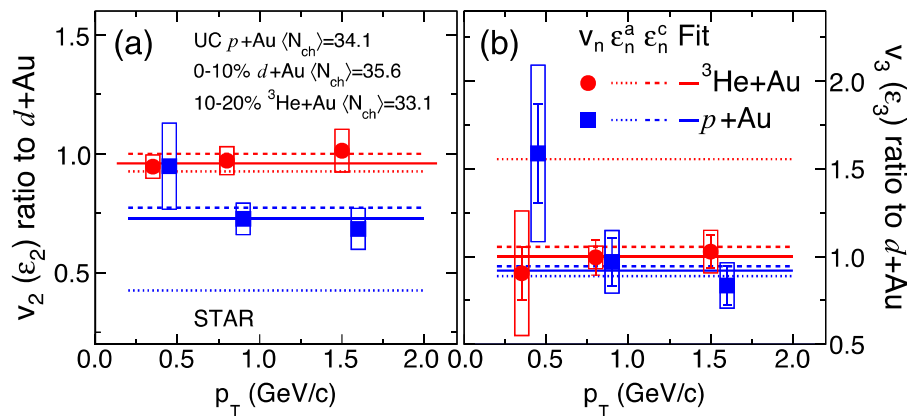 (a)
UC p+Au ⟨N_ch⟩=34.1
0-10% d+Au ⟨N_ch⟩=35.6
10-20% ³He+Au ⟨N_ch⟩=33.1
STAR
v₂ (ε₂) ratio to d+Au
1.5
1.0
0.5
0.0 0.5 1.0 1.5 2.0
p_T (GeV/c)
(b)
vₙ εₙᵃ εₙᶜ Fit
³He+Au
p+Au
v₃ (ε₃) ratio to d+Au
2.0
1.5
1.0
0.5
0.0 0.5 1.0 1.5 2.0
p_T (GeV/c)